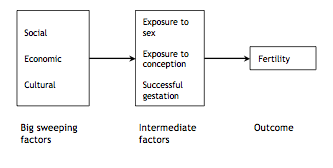 Social
Economic
Cultural
Exposure to
sex
Exposure to
conception
Successful
gestation
Fertility
Big sweeping
factors
Intermediate
factors
Outcome